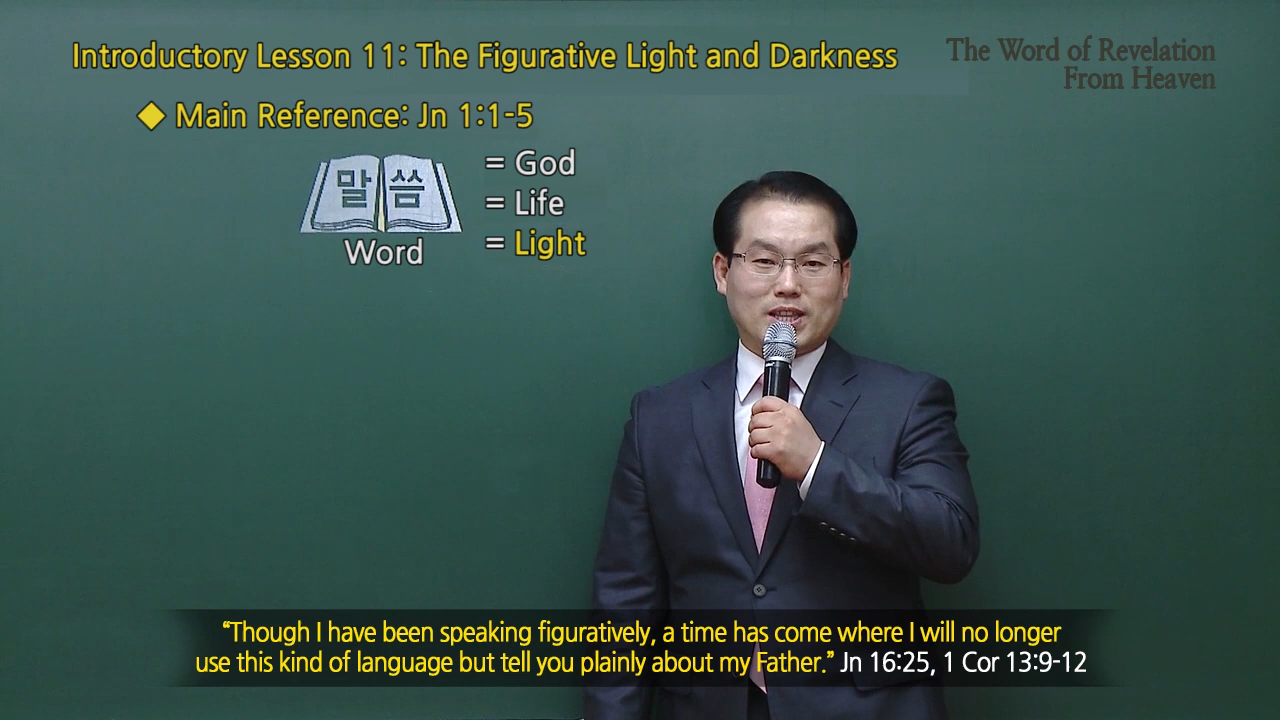 Introductory Lesson 11: The Figurative Light and Darkness
The Word of Revelation
From Heaven
◆ Main Reference: Jn 1:1-5
말씀
Word
= God
= Life
= Light
“Though I have been speaking figuratively, a time has come where I will no longer
use this kind of language but tell you plainly about my Father.” Jn 16:25, 1 Cor 13:9-12